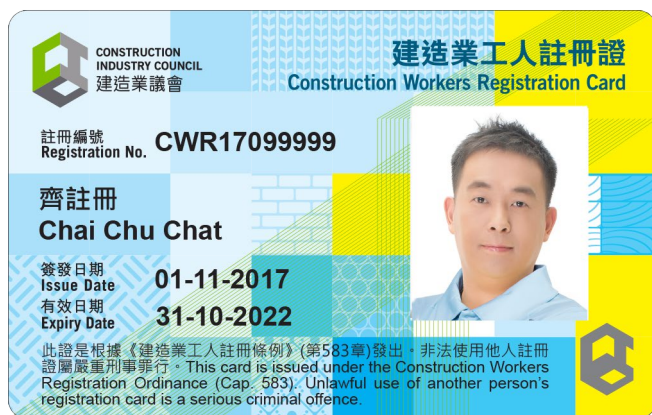 CONSTRUCTION
INDUSTRY COUNCIL
建造業議會
建造業工人註冊證
Construction Workers Registration Card
註冊編號
Registration No. CWR17099999
齊註冊
Chai Chu Chat
簽發日期
Issue Date 01-11-2017
有效日期
Expiry Date 31-10-2022
此證是根據《建造業工人註冊條例》(第583章)發出。非法使用他人註冊
證屬嚴重刑事罪行。This card is issued under the Construction Workers
Registration Ordinance (Cap. 583). Unlawful use of another person's
registration card is a serious criminal offence.